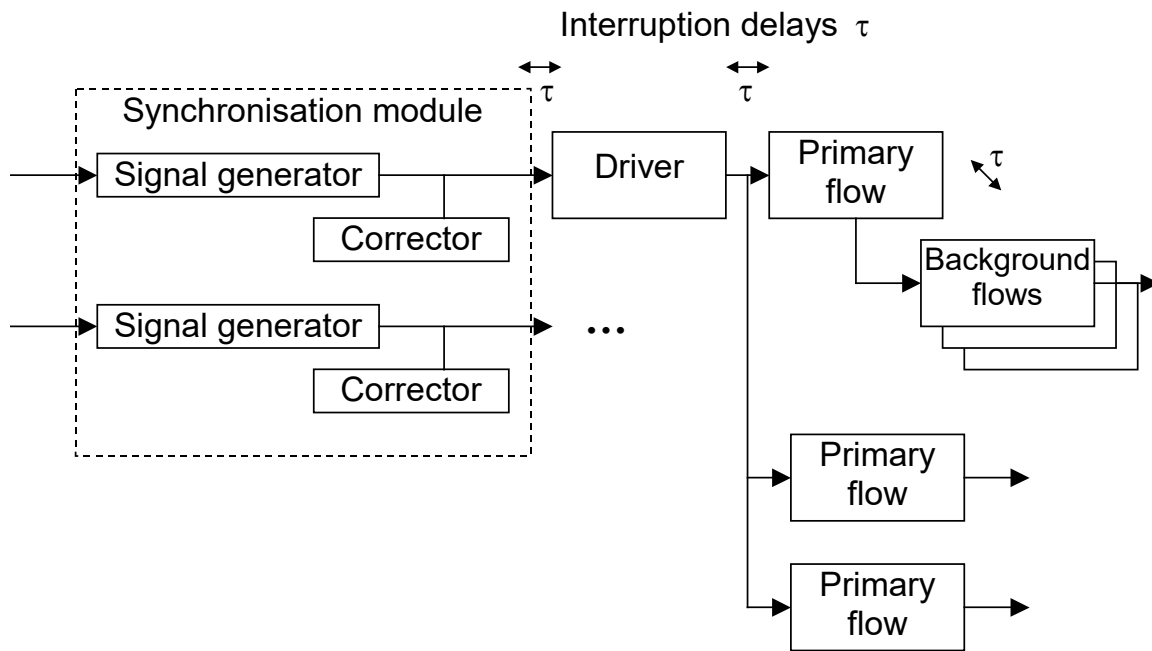 Interruption delays τ
τ
τ
Synchronisation module
Signal generator
Driver
Primary
flow
τ
Corrector
Background
flows
Signal generator
...
Corrector
Primary
flow
Primary
flow